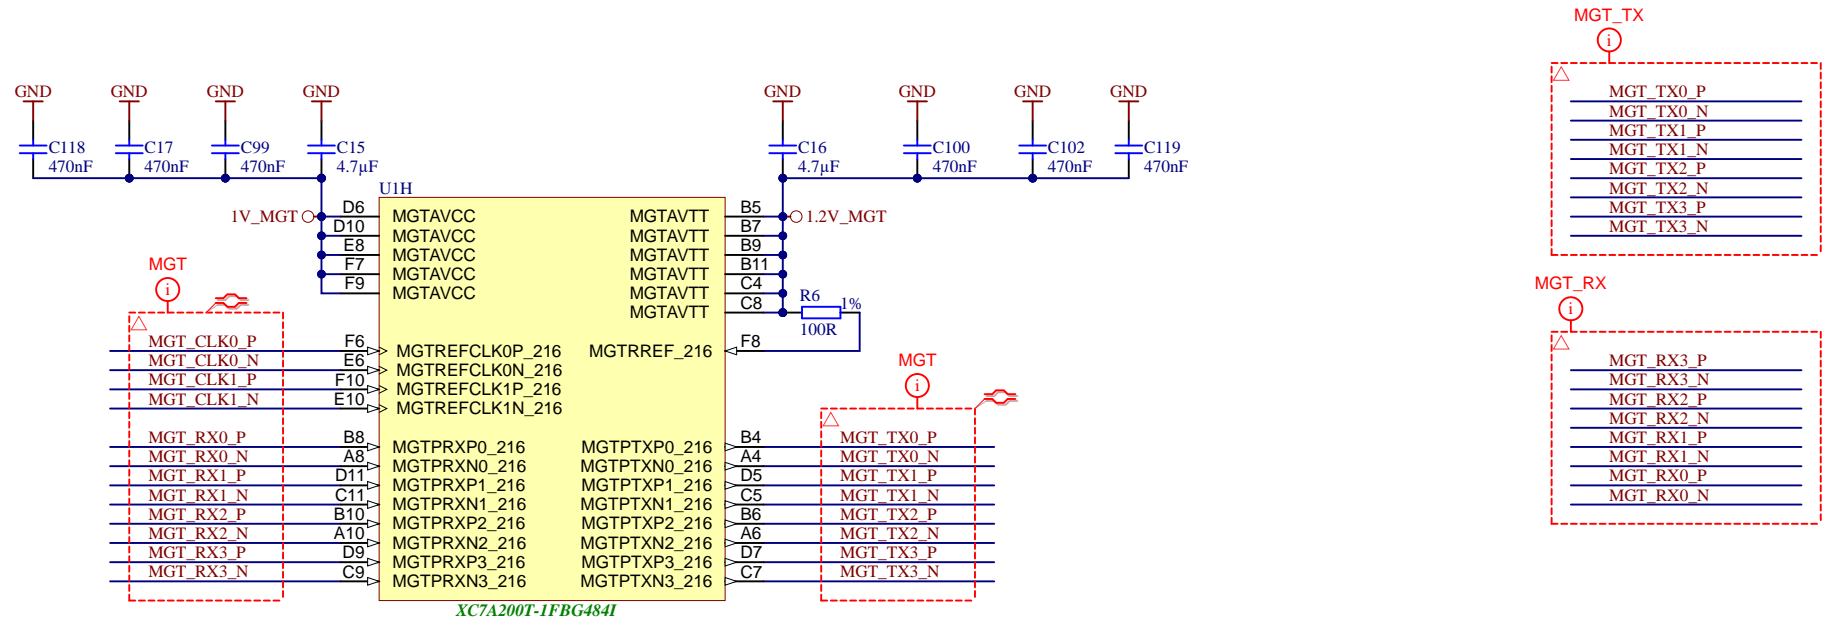 MGT_TX
i
GND GND GND GND GND GND GND GND
C118 470nF
C17 470nF
C99 470nF
C15 4.7µF
C16 4.7µF
C100 470nF
C102 470nF
C119 470nF
U1H
1V_MGT
D6 MGTAVCC
D10 MGTAVCC
E8 MGTAVCC
F7 MGTAVCC
F9 MGTAVCC
MGTAVTT B5
1.2V_MGT
MGTAVTT B7
MGTAVTT B9
MGTAVTT B11
MGTAVTT C4
MGTAVTT C8
R6 1%
100R
MGTRREF_216 F8
MGT
i
MGT_CLK0_P F6 MGTREFCLK0P_216
MGT_CLK0_N E6 MGTREFCLK0N_216
MGT_CLK1_P F10 MGTREFCLK1P_216
MGT_CLK1_N E10 MGTREFCLK1N_216
MGT_RX0_P B8 MGTPRXP0_216
MGT_RX0_N A8 MGTPRXN0_216
MGT_RX1_P D11 MGTPRXP1_216
MGT_RX1_N C11 MGTPRXN1_216
MGT_RX2_P B10 MGTPRXP2_216
MGT_RX2_N A10 MGTPRXN2_216
MGT_RX3_P D9 MGTPRXP3_216
MGT_RX3_N C9 MGTPRXN3_216
MGT
i
MGTPTXP0_216 B4 MGT_TX0_P
MGTPTXN0_216 A4 MGT_TX0_N
MGTPTXP1_216 D5 MGT_TX1_P
MGTPTXN1_216 C5 MGT_TX1_N
MGTPTXP2_216 B6 MGT_TX2_P
MGTPTXN2_216 A6 MGT_TX2_N
MGTPTXP3_216 D7 MGT_TX3_P
MGTPTXN3_216 C7 MGT_TX3_N
XC7A200T-1FBG484I
MGT_TX0_P
MGT_TX0_N
MGT_TX1_P
MGT_TX1_N
MGT_TX2_P
MGT_TX2_N
MGT_TX3_P
MGT_TX3_N
MGT_RX
i
MGT_RX3_P
MGT_RX3_N
MGT_RX2_P
MGT_RX2_N
MGT_RX1_P
MGT_RX1_N
MGT_RX0_P
MGT_RX0_N